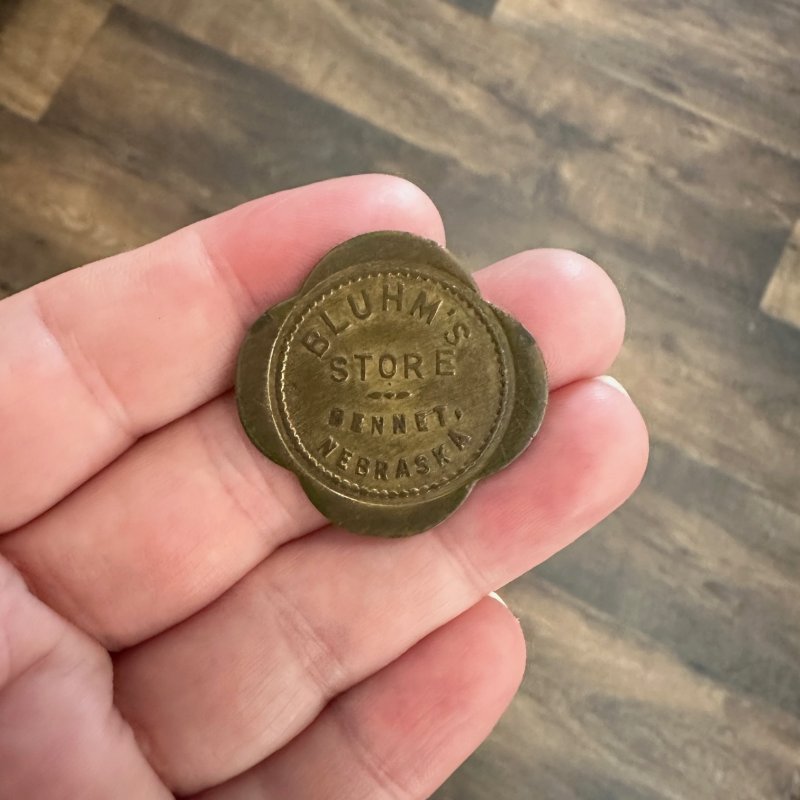 BLUHM'S
STORE
BENNET,
NEBRASKA